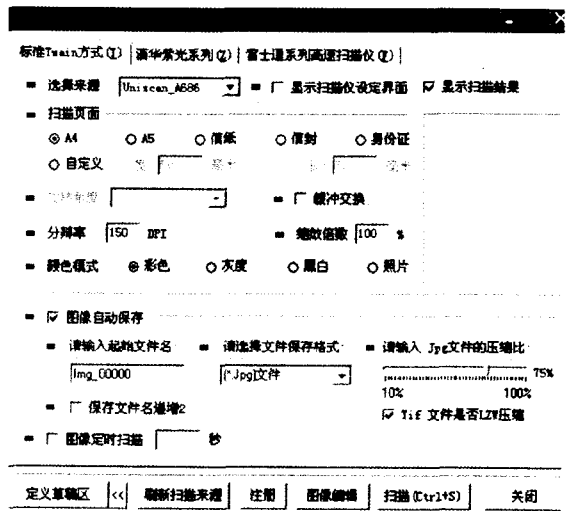 标准Twain方式(T) 清华紫光系列(Z) 富士通系列高速扫描仪(F)
选择来源 Uniscan_A686 显示扫描仪设定界面 显示扫描结果
扫描页面
A4 A5 信纸 信封 身份证
自定义 宽 毫米 长 毫米
缓冲交换
分辩率 150 DPI 缩放倍数 100 %
颜色模式 彩色 灰度 黑白 照片
图像自动保存
请输入起始文件名 请选择文件保存格式 请输入 Jpg文件的压缩比
Img_00000 (*.Jpg)文件 75%
10% 100%
保存文件名递增2 Tif 文件是否LZW压缩
图像定时扫描 秒
定义草稿区 << 刷新扫描来源 注册 图像编辑 扫描(Ctrl+S) 关闭